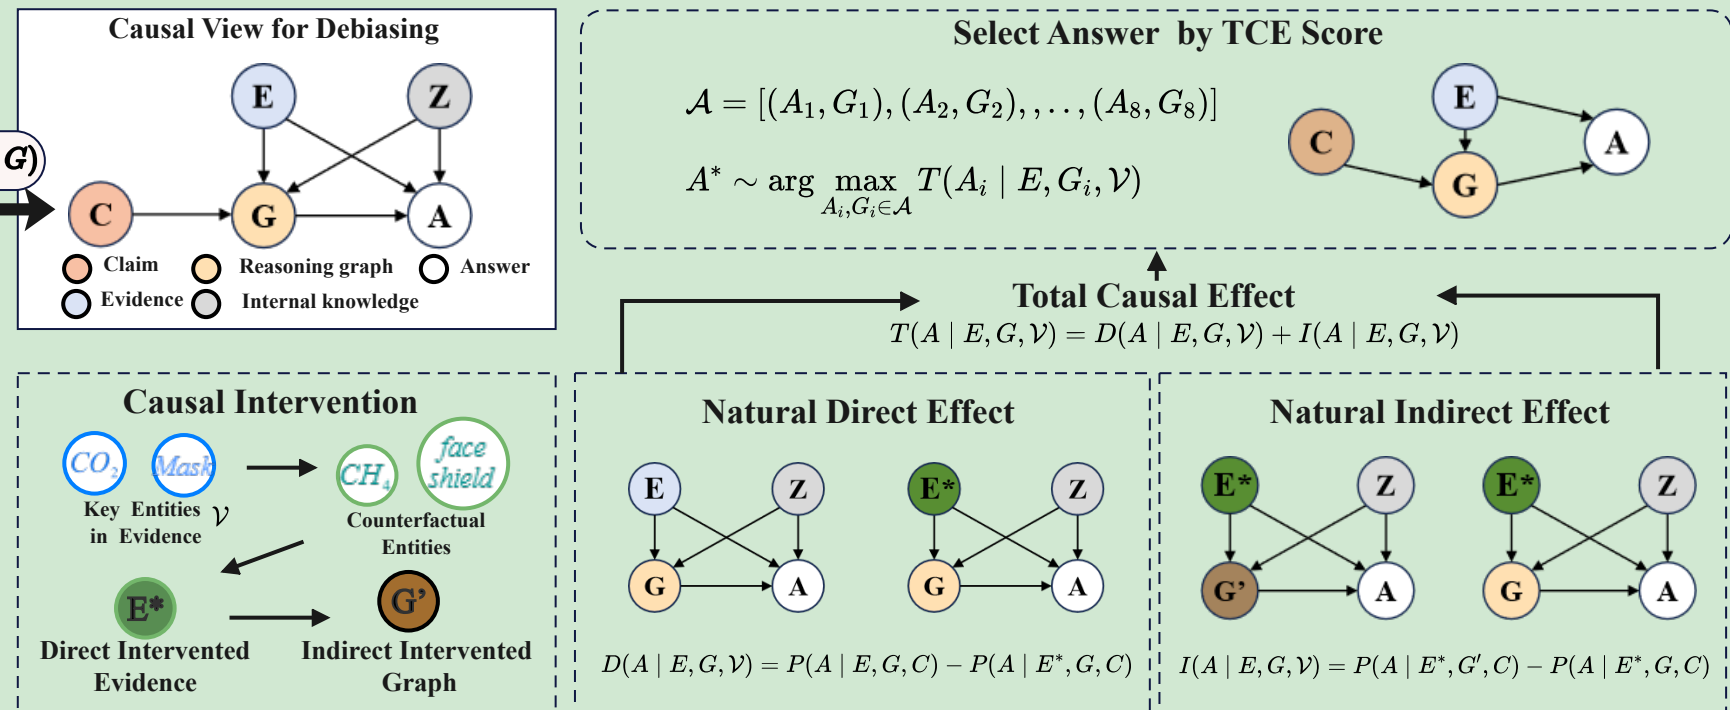 Causal View for Debiasing
E
Z
G)
C
G
A
Claim
Reasoning graph
Answer
Evidence
Internal knowledge
Select Answer by TCE Score
𝒜 = [(A₁, G₁), (A₂, G₂), , . . , (A₈, G₈)]
A* ∼ arg max T(Aᵢ | E, Gᵢ, 𝒱)
Aᵢ,Gᵢ∈𝒜
E
C
A
G
Total Causal Effect
T(A | E, G, 𝒱) = D(A | E, G, 𝒱) + I(A | E, G, 𝒱)
Causal Intervention
CO₂
Mask
CH₄
face
shield
Key Entities 𝒱
in Evidence
Counterfactual
Entities
E*
G’
Direct Intervented
Evidence
Indirect Intervented
Graph
Natural Direct Effect
E
Z
E*
Z
G
A
G
A
D(A | E, G, 𝒱) = P(A | E, G, C) − P(A | E*, G, C)
Natural Indirect Effect
E*
Z
E*
Z
G’
A
G
A
I(A | E, G, 𝒱) = P(A | E*, G′, C) − P(A | E*, G, C)